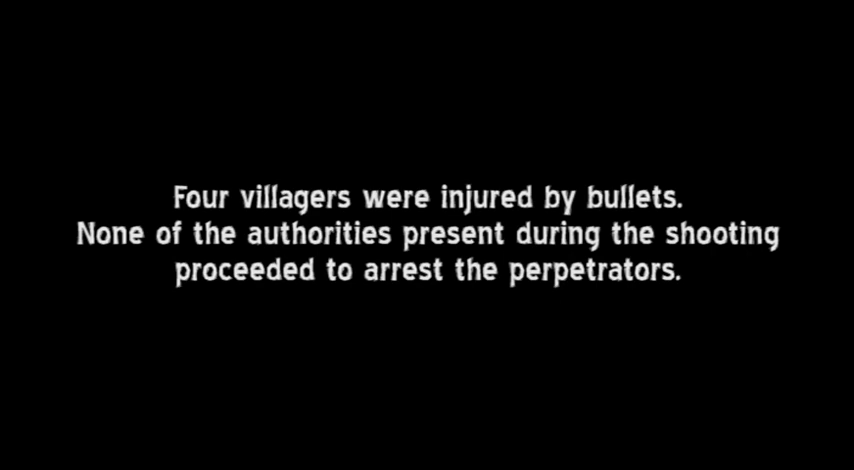 Four villagers were injured by bullets.
None of the authorities present during the shooting
proceeded to arrest the perpetrators.